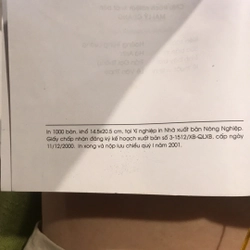 In 1000 bản, khổ 14.5x20.5 cm, tại Xí nghiệp in Nhà xuất bản Nông Nghiệp.
Giấy chấp nhận đăng ký kế hoạch xuất bản số 3-1512/XB-QLXB, cấp ngày
11/12/2000. In xong và nộp lưu chiểu quý I năm 2001.